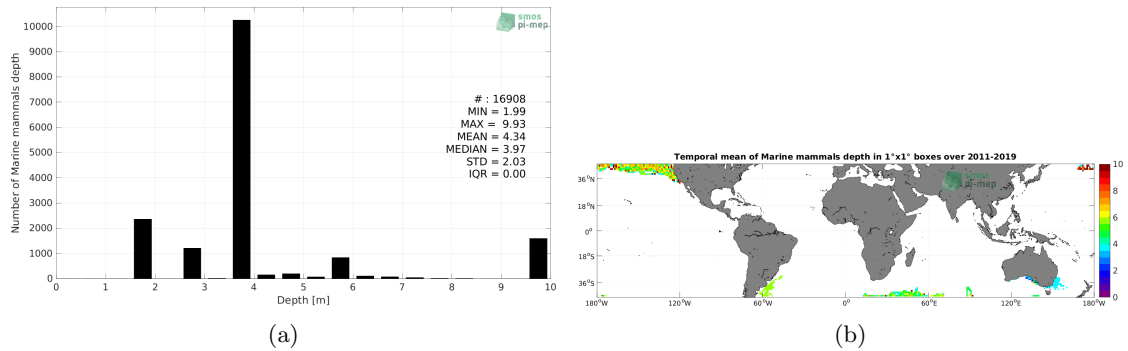 smos
pi-mep
Number of Marine mammals depth
10000
9000
8000
7000
6000
5000
4000
3000
2000
1000
0
# : 16908
MIN = 1.99
MAX = 9.93
MEAN = 4.34
MEDIAN = 3.97
STD = 2.03
IQR = 0.00
0 1 2 3 4 5 6 7 8 9 10
Depth [m]
(a)
Temporal mean of Marine mammals depth in 1°x1° boxes over 2011-2019
smos
pi-mep
36°N
18°N
0°
18°S
36°S
180°W 120°W 60°W 0° 60°E 120°E 180°W
10
8
6
4
2
0
(b)